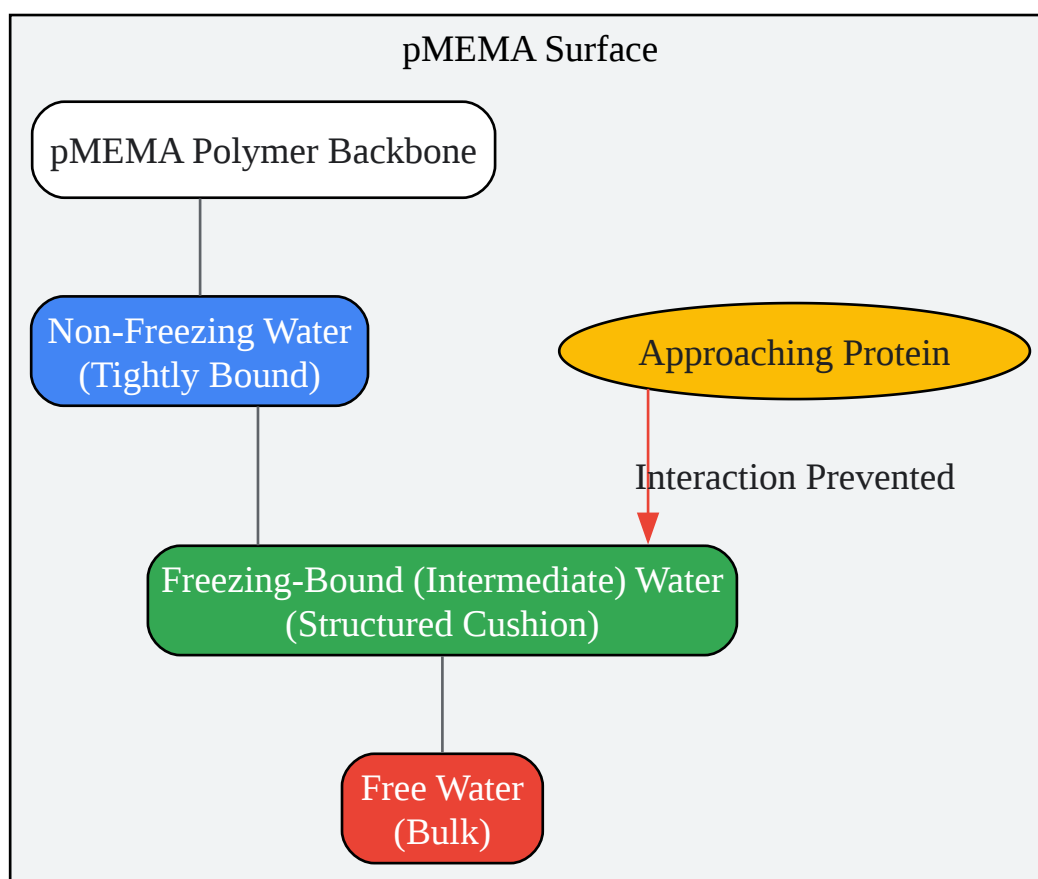 pMEMA Surface
pMEMA Polymer Backbone
Non-Freezing Water
(Tightly Bound)
Approaching Protein
Interaction Prevented
Freezing-Bound (Intermediate) Water
(Structured Cushion)
Free Water
(Bulk)